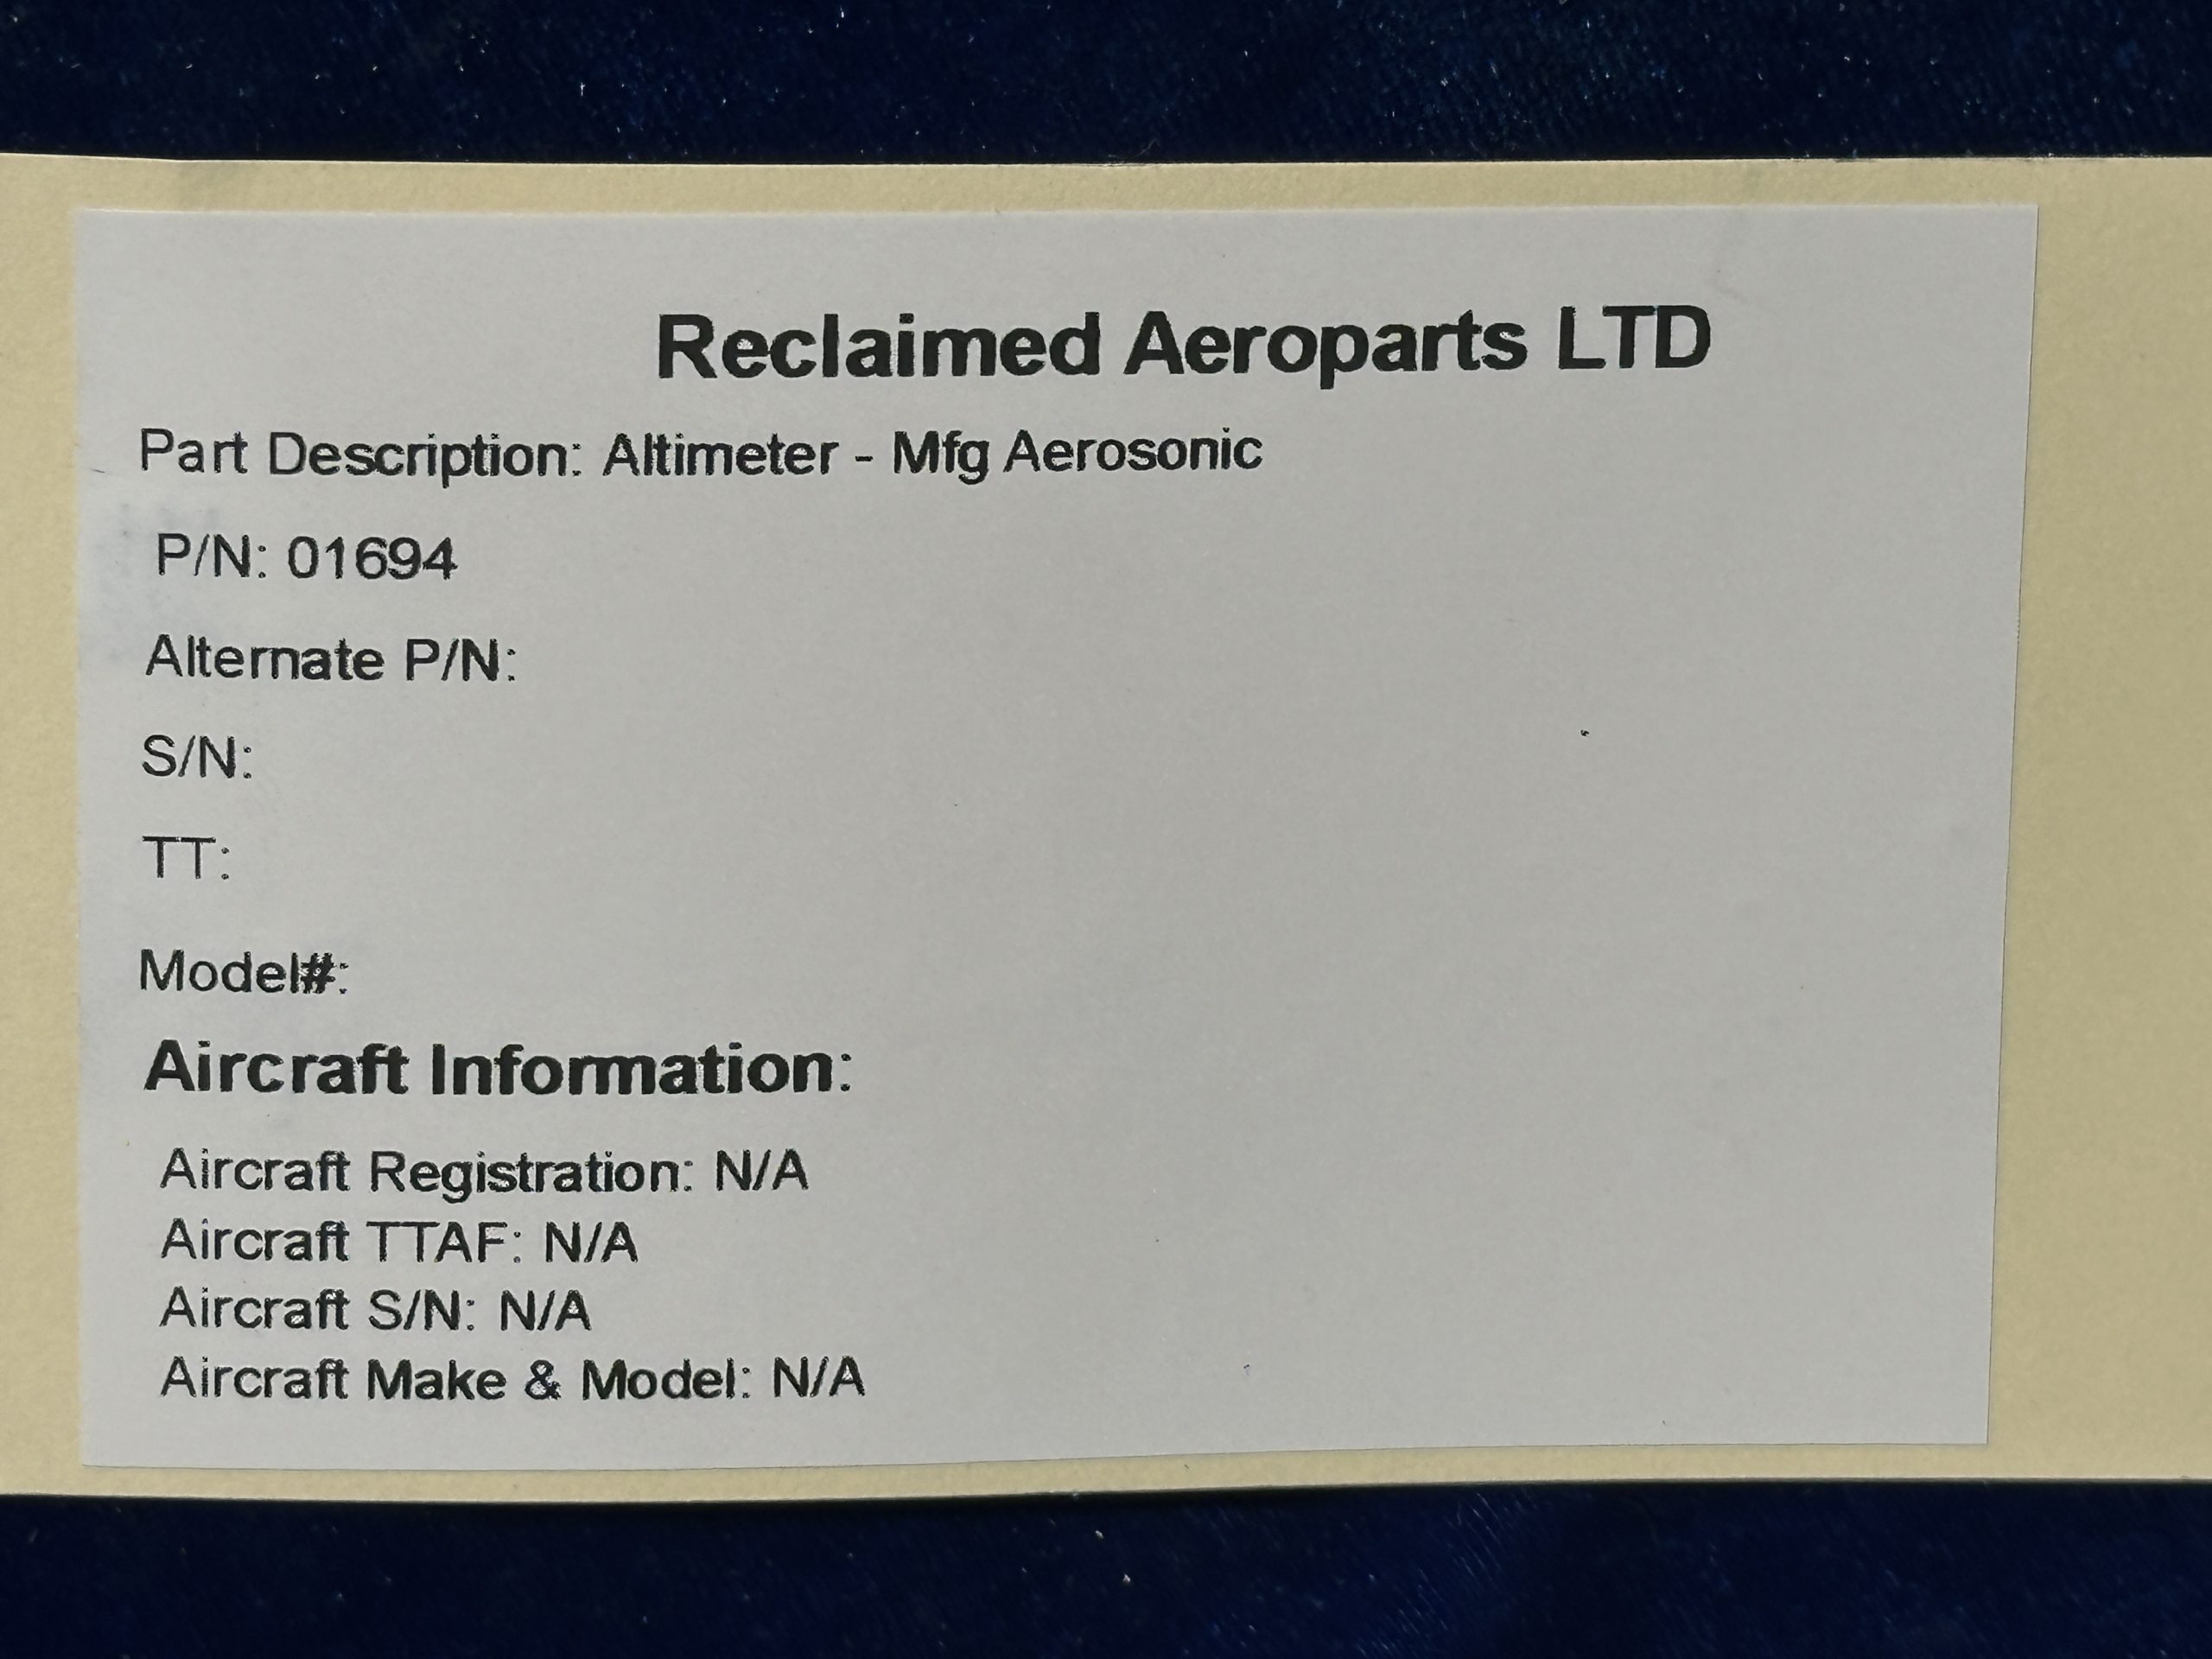 Reclaimed Aeroparts LTD
Part Description: Altimeter - Mfg Aerosonic
P/N: 01694
Alternate P/N:
S/N:
TT:
Model#:
Aircraft Information:
Aircraft Registration: N/A
Aircraft TTAF: N/A
Aircraft S/N: N/A
Aircraft Make & Model: N/A